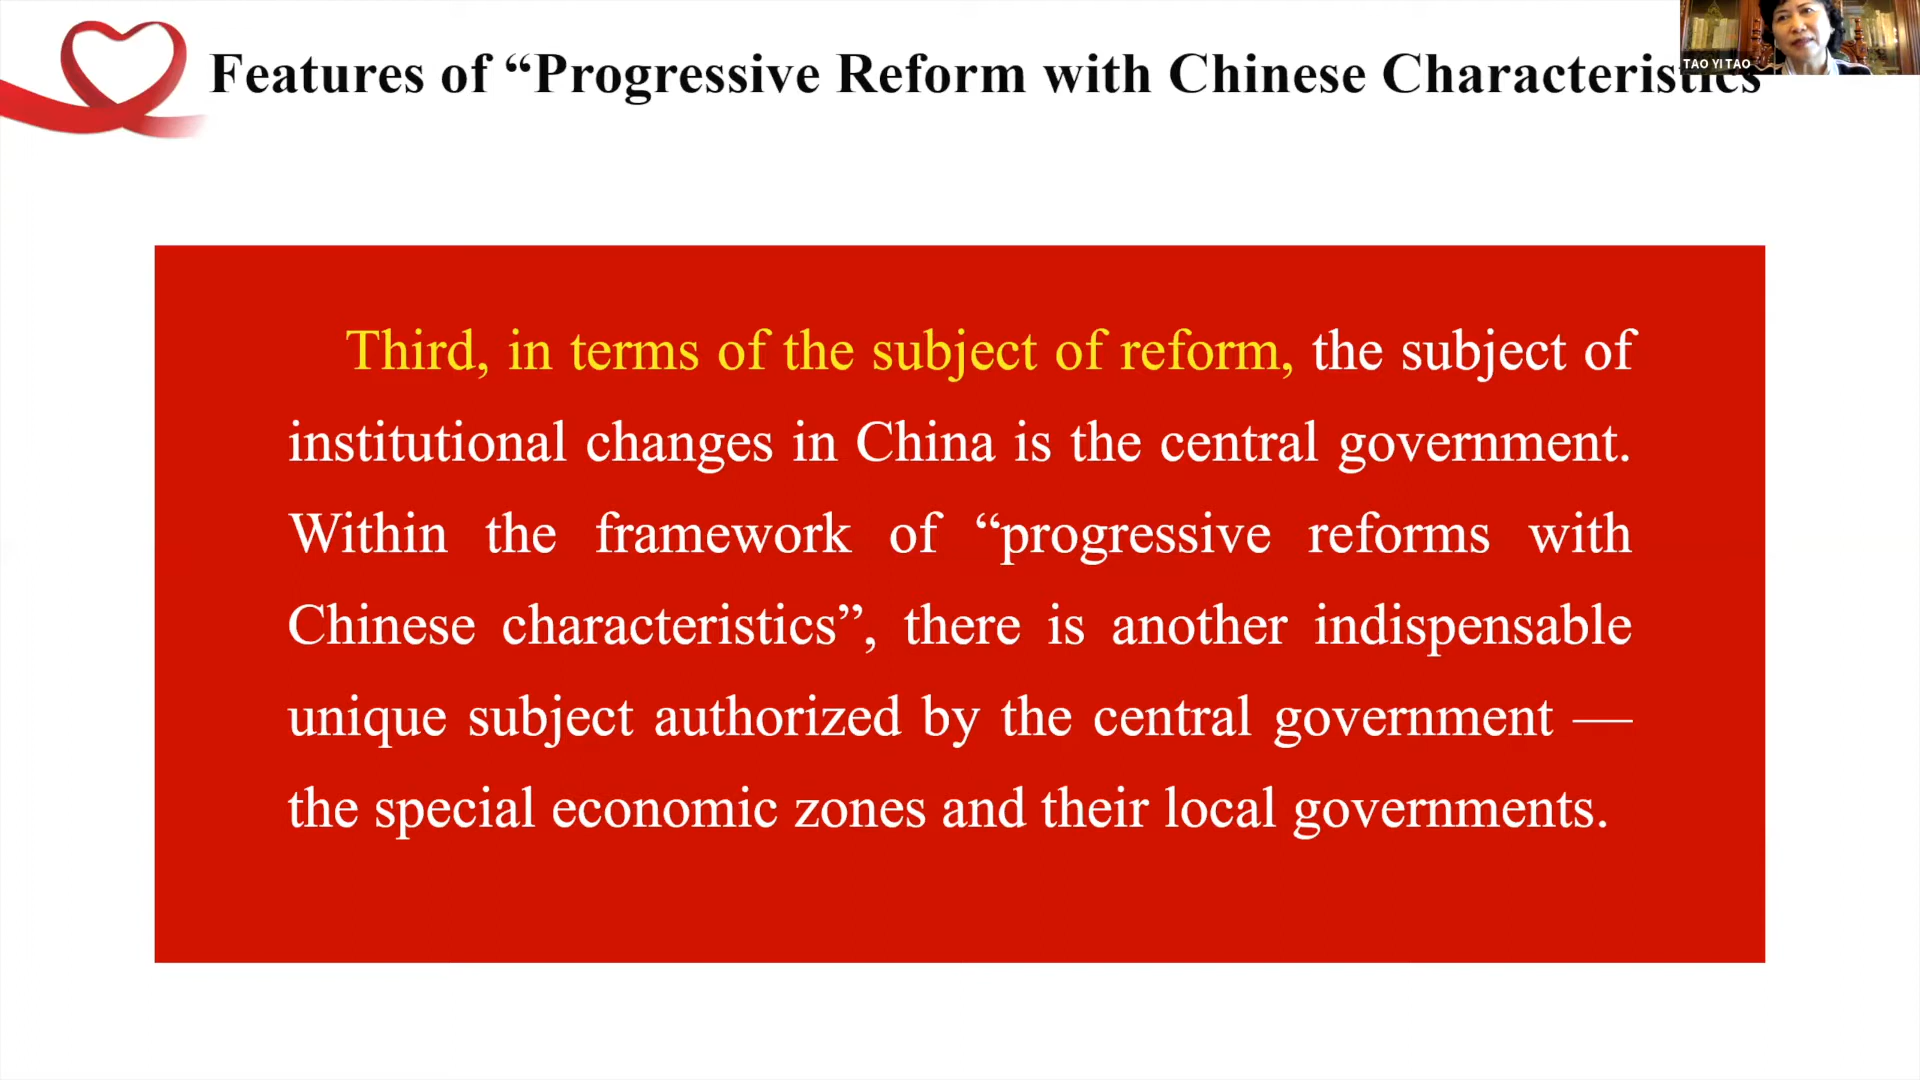 Features of “Progressive Reform with Chinese Characteristics
TAO YI TAO
Third, in terms of the subject of reform, the subject of
institutional changes in China is the central government.
Within the framework of “progressive reforms with
Chinese characteristics”, there is another indispensable
unique subject authorized by the central government —
the special economic zones and their local governments.